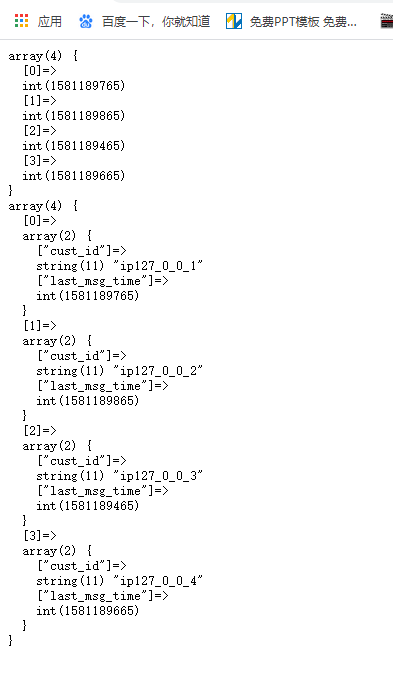 应用 百度一下，你就知道 免费PPT模板 免费...
array(4) {
  [0]=>
  int(1581189765)
  [1]=>
  int(1581189865)
  [2]=>
  int(1581189465)
  [3]=>
  int(1581189665)
}
array(4) {
  [0]=>
  array(2) {
    ["cust_id"]=>
    string(11) "ip127_0_0_1"
    ["last_msg_time"]=>
    int(1581189765)
  }
  [1]=>
  array(2) {
    ["cust_id"]=>
    string(11) "ip127_0_0_2"
    ["last_msg_time"]=>
    int(1581189865)
  }
  [2]=>
  array(2) {
    ["cust_id"]=>
    string(11) "ip127_0_0_3"
    ["last_msg_time"]=>
    int(1581189465)
  }
  [3]=>
  array(2) {
    ["cust_id"]=>
    string(11) "ip127_0_0_4"
    ["last_msg_time"]=>
    int(1581189665)
  }
}